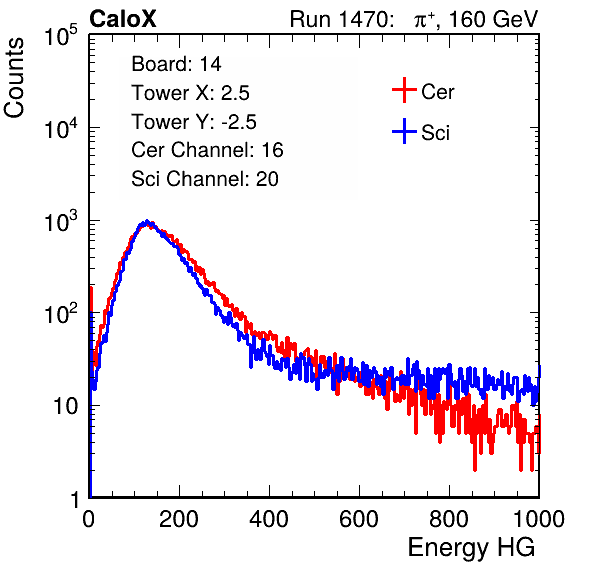 CaloX Run 1470: π⁺, 160 GeV
Counts
10⁵
10⁴
10³
10²
10
1
Board: 14
Tower X: 2.5
Tower Y: -2.5
Cer Channel: 16
Sci Channel: 20
Cer
Sci
0 200 400 600 800 1000
Energy HG